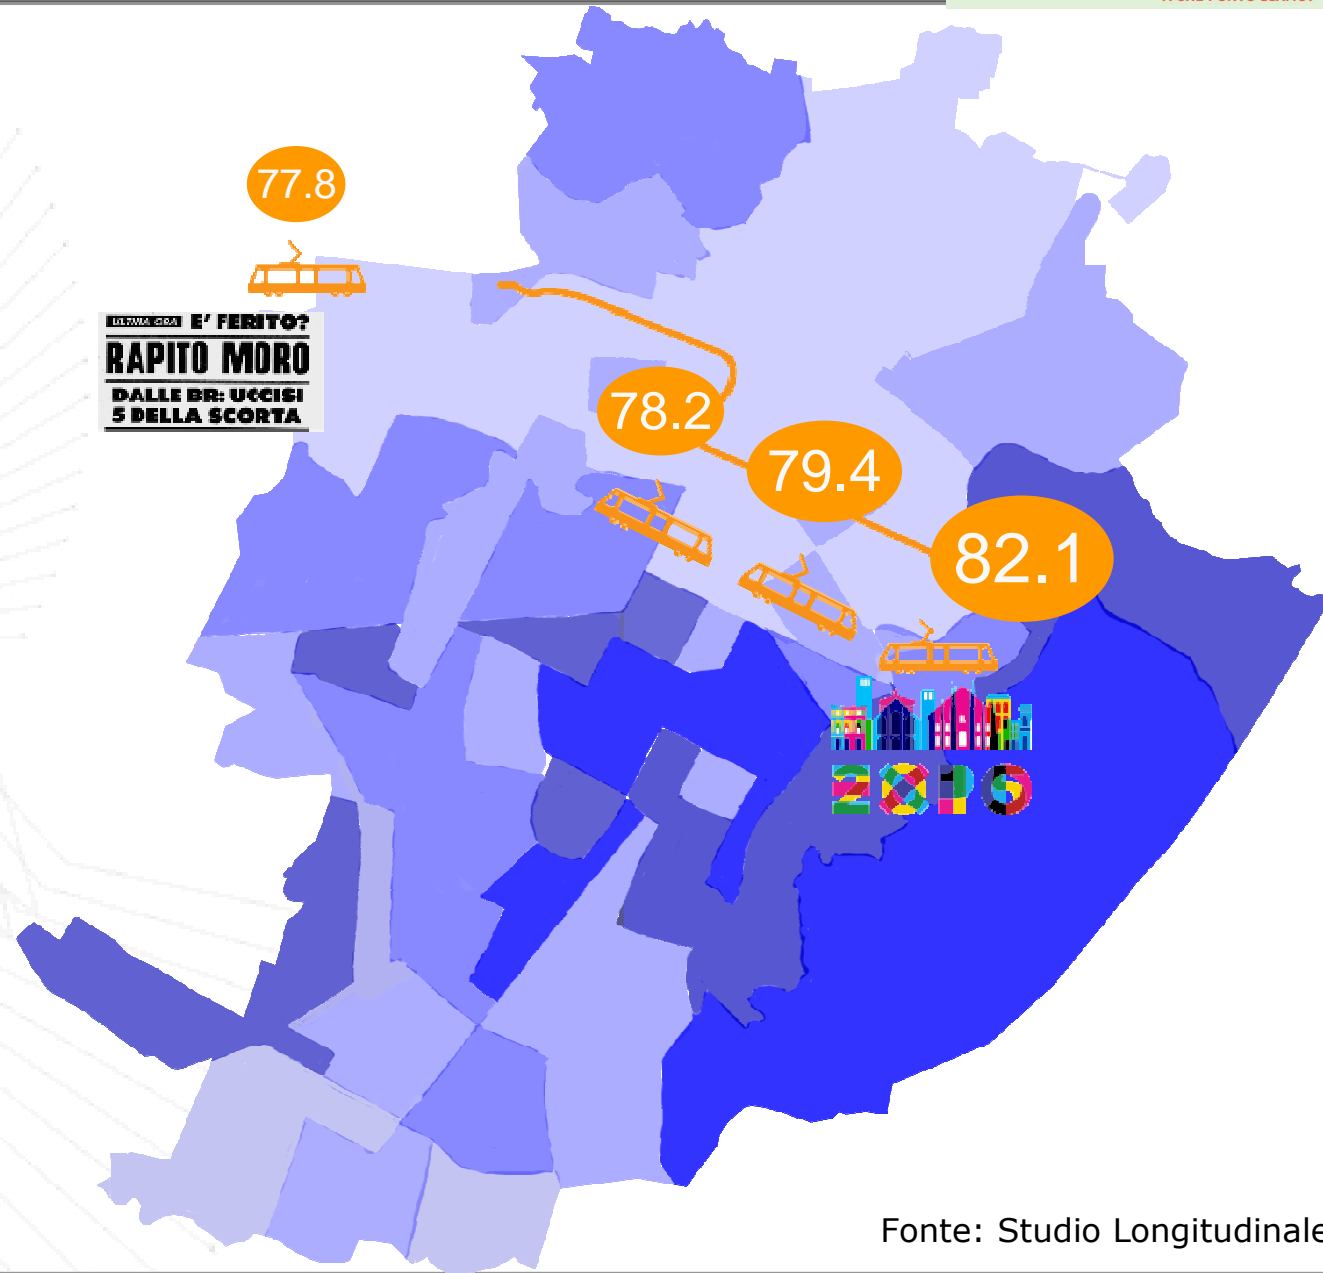 77.8
ULTIMA ORA E' FERITO?
RAPITO MORO
DALLE BR: UCCISI
5 DELLA SCORTA
78.2
79.4
82.1
2015
Fonte: Studio Longitudinale